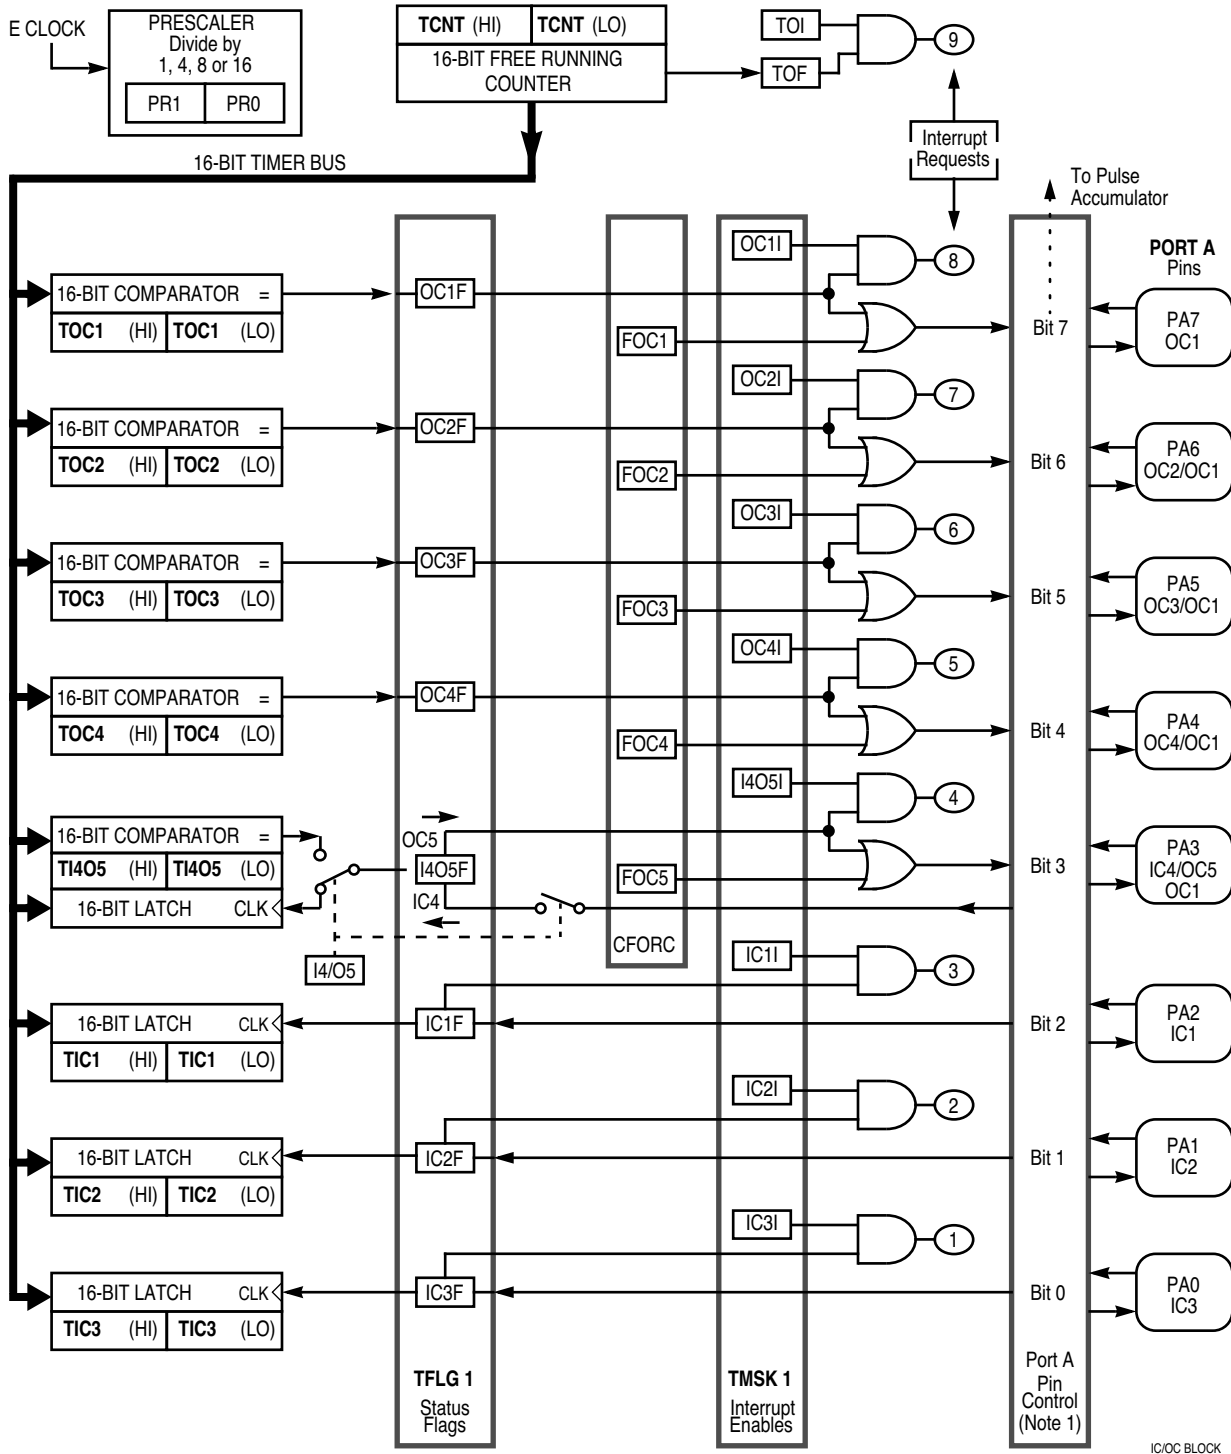 E CLOCK
PRESCALER
Divide by
1, 4, 8 or 16
PR1 PR0
TCNT (HI) TCNT (LO)
16-BIT FREE RUNNING
COUNTER
TOI
TOF
9
16-BIT TIMER BUS
Interrupt
Requests
To Pulse
Accumulator
PORT A
Pins
OC1I
8
16-BIT COMPARATOR =
TOC1 (HI) TOC1 (LO)
OC1F
FOC1
Bit 7
PA7
OC1
OC2I
7
16-BIT COMPARATOR =
TOC2 (HI) TOC2 (LO)
OC2F
FOC2
Bit 6
PA6
OC2/OC1
OC3I
6
16-BIT COMPARATOR =
TOC3 (HI) TOC3 (LO)
OC3F
FOC3
Bit 5
PA5
OC3/OC1
OC4I
5
16-BIT COMPARATOR =
TOC4 (HI) TOC4 (LO)
OC4F
FOC4
Bit 4
PA4
OC4/OC1
I4O5I
4
16-BIT COMPARATOR =
TI4O5 (HI) TI4O5 (LO)
16-BIT LATCH CLK
OC5
I4O5F
IC4
I4/O5
FOC5
CFORC
Bit 3
PA3
IC4/OC5
OC1
IC1I
3
16-BIT LATCH CLK
TIC1 (HI) TIC1 (LO)
IC1F
Bit 2
PA2
IC1
IC2I
2
16-BIT LATCH CLK
TIC2 (HI) TIC2 (LO)
IC2F
Bit 1
PA1
IC2
IC3I
1
16-BIT LATCH CLK
TIC3 (HI) TIC3 (LO)
IC3F
Bit 0
PA0
IC3
TFLG 1
Status
Flags
TMSK 1
Interrupt
Enables
Port A
Pin
Control
(Note 1)
IC/OC BLOCK